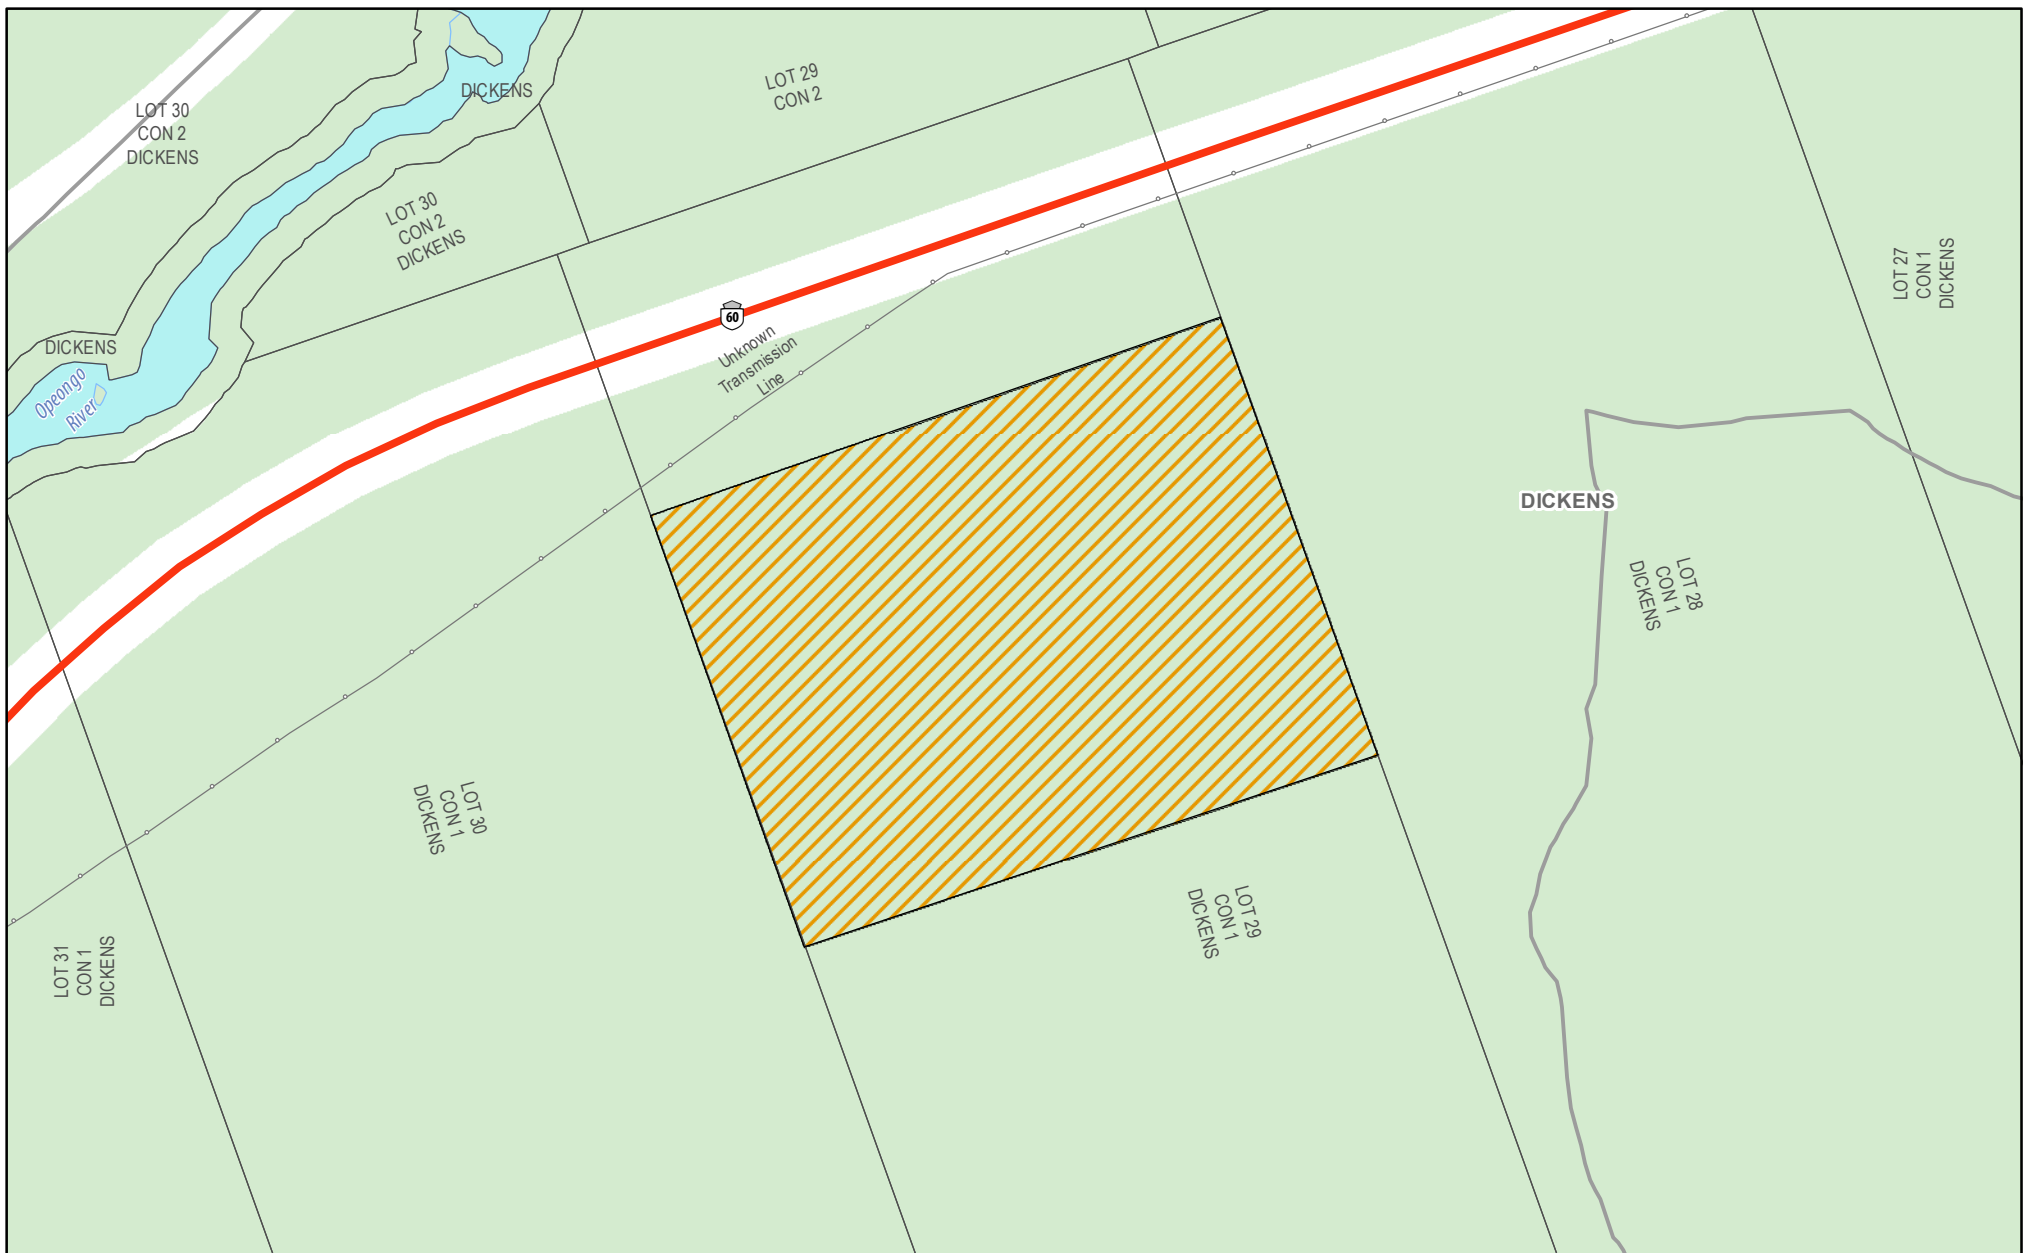 LOT 29
CON 2
DICKENS
LOT 30
CON 2
DICKENS
LOT 30
CON 2
DICKENS
LOT 27
CON 1
DICKENS
60
Unknown
Transmission
Line
DICKENS
Opeongo
River
DICKENS
LOT 28
CON 1
DICKENS
LOT 30
CON 1
DICKENS
LOT 29
CON 1
DICKENS
LOT 31
CON 1
DICKENS